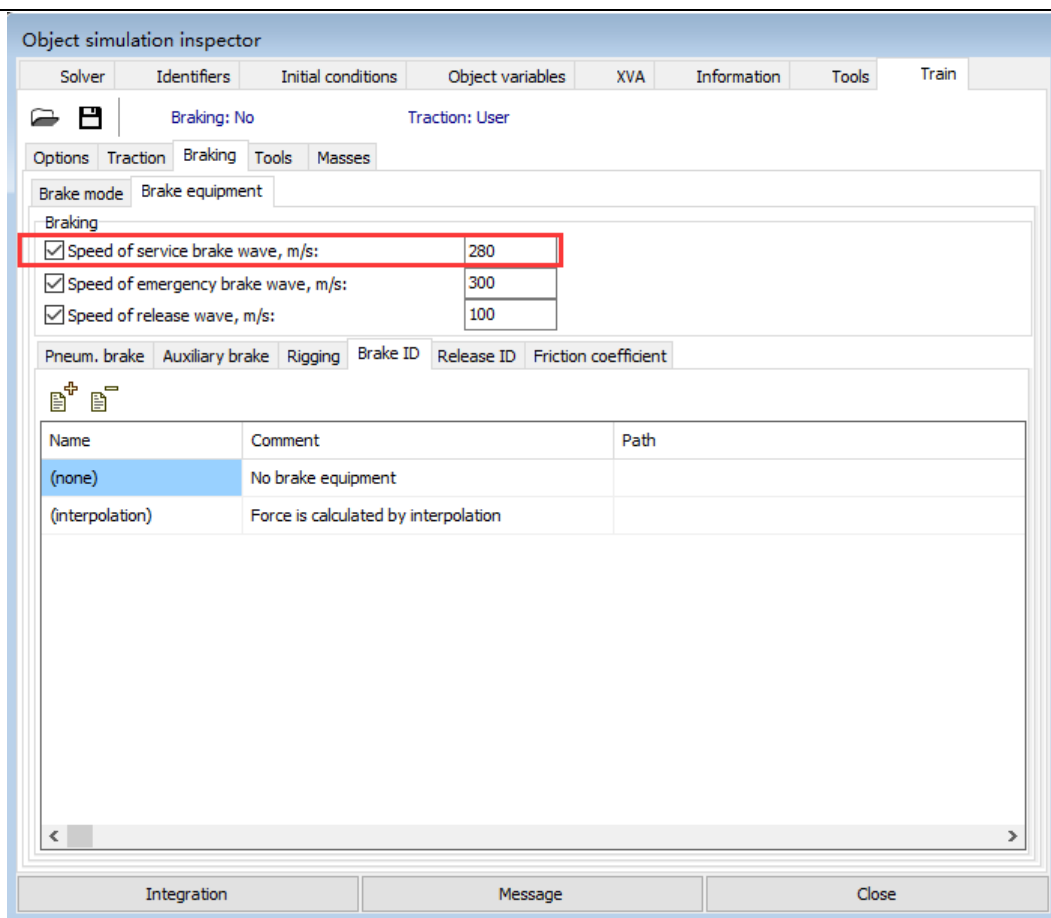 Object simulation inspector
Solver Identifiers Initial conditions Object variables XVA Information Tools Train
Braking: No Traction: User
Options Traction Braking Tools Masses
Brake mode Brake equipment
Braking
Speed of service brake wave, m/s: 280
Speed of emergency brake wave, m/s: 300
Speed of release wave, m/s: 100
Pneum. brake Auxiliary brake Rigging Brake ID Release ID Friction coefficient
Name Comment Path
(none) No brake equipment
(interpolation) Force is calculated by interpolation
Integration Message Close